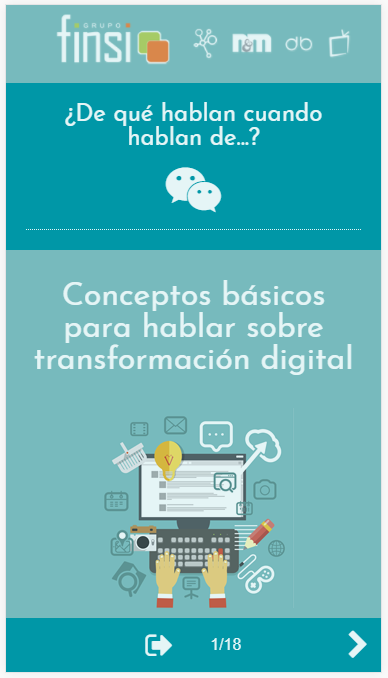 GRUPO
finsi
n&m
¿De qué hablan cuando
hablan de...?
Conceptos básicos
para hablar sobre
transformación digital
1/18